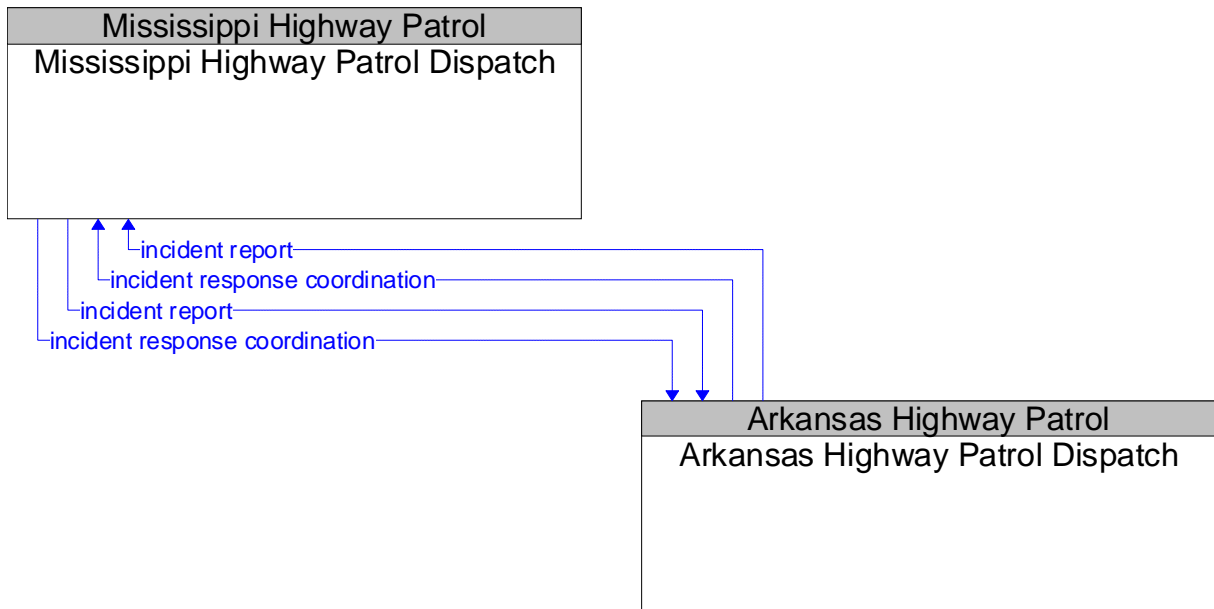 Mississippi Highway Patrol
Mississippi Highway Patrol Dispatch
incident report
incident response coordination
incident report
incident response coordination
Arkansas Highway Patrol
Arkansas Highway Patrol Dispatch